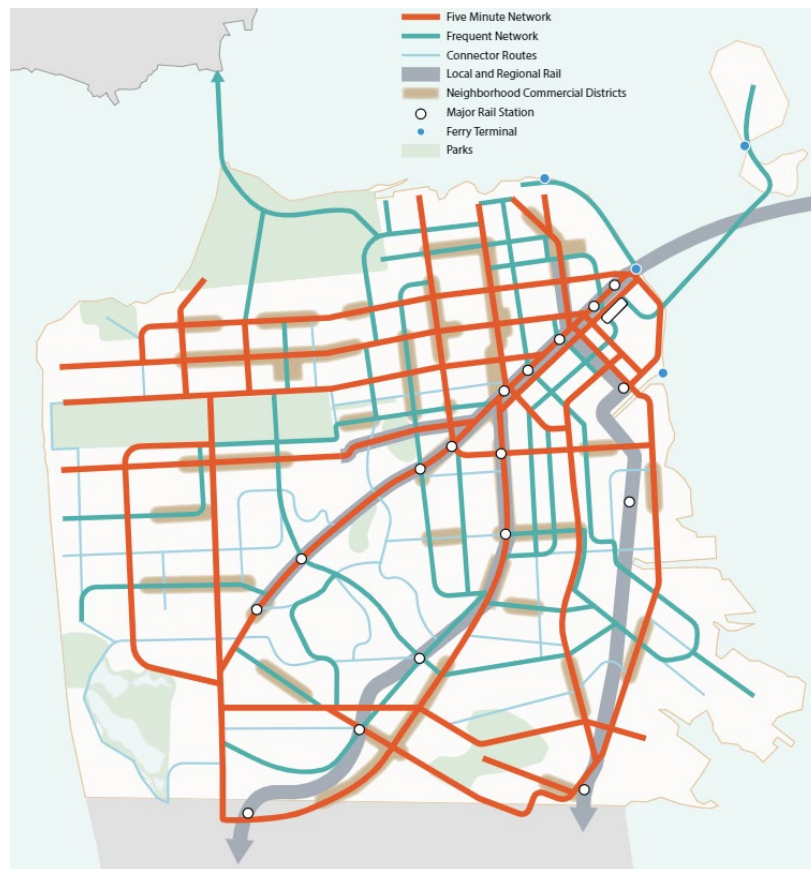 Five Minute Network
Frequent Network
Connector Routes
Local and Regional Rail
Neighborhood Commercial Districts
Major Rail Station
Ferry Terminal
Parks